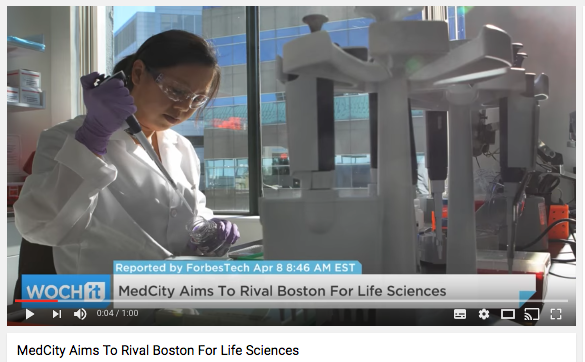 Reported by ForbesTech Apr 8 8:46 AM EST
WOCHit
MedCity Aims To Rival Boston For Life Sciences
0:04 / 1:00
MedCity Aims To Rival Boston For Life Sciences